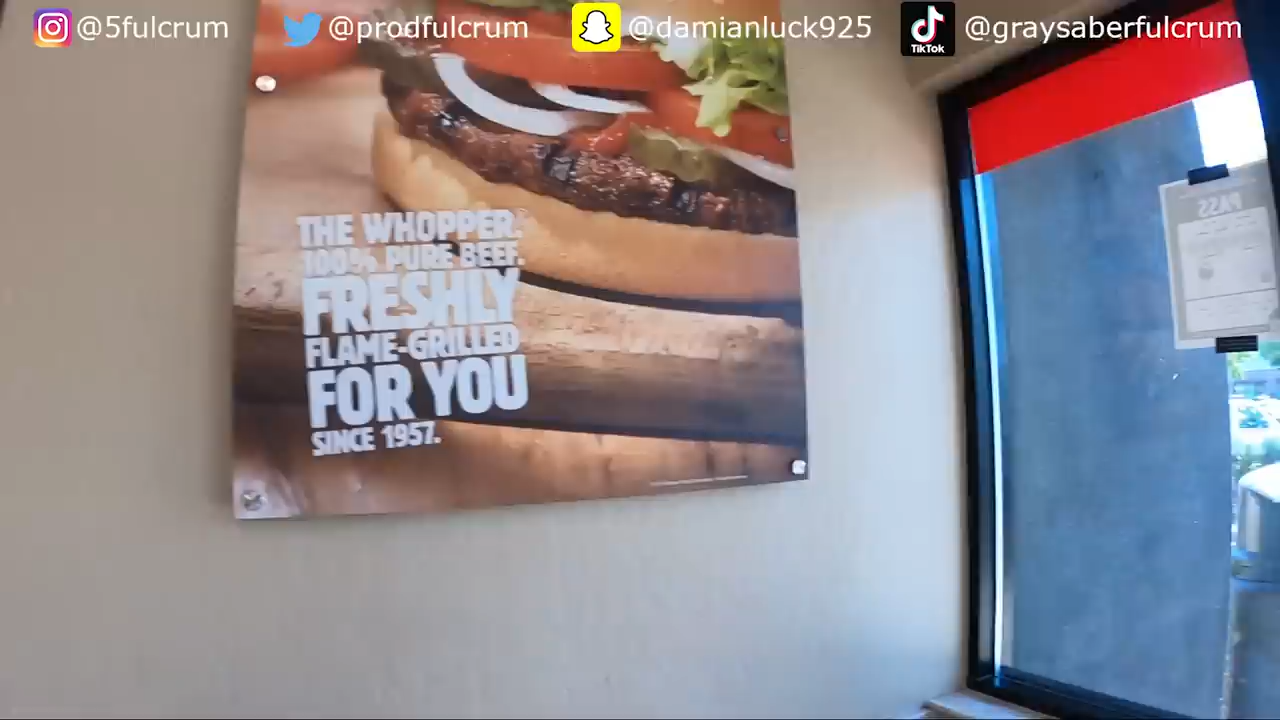 @5fulcrum @prodfulcrum @damianluck925 TikTok @graysaberfulcrum
THE WHOPPER.
100% PURE BEEF.
FRESHLY
FLAME-GRILLED
FOR YOU
SINCE 1957.
PASS